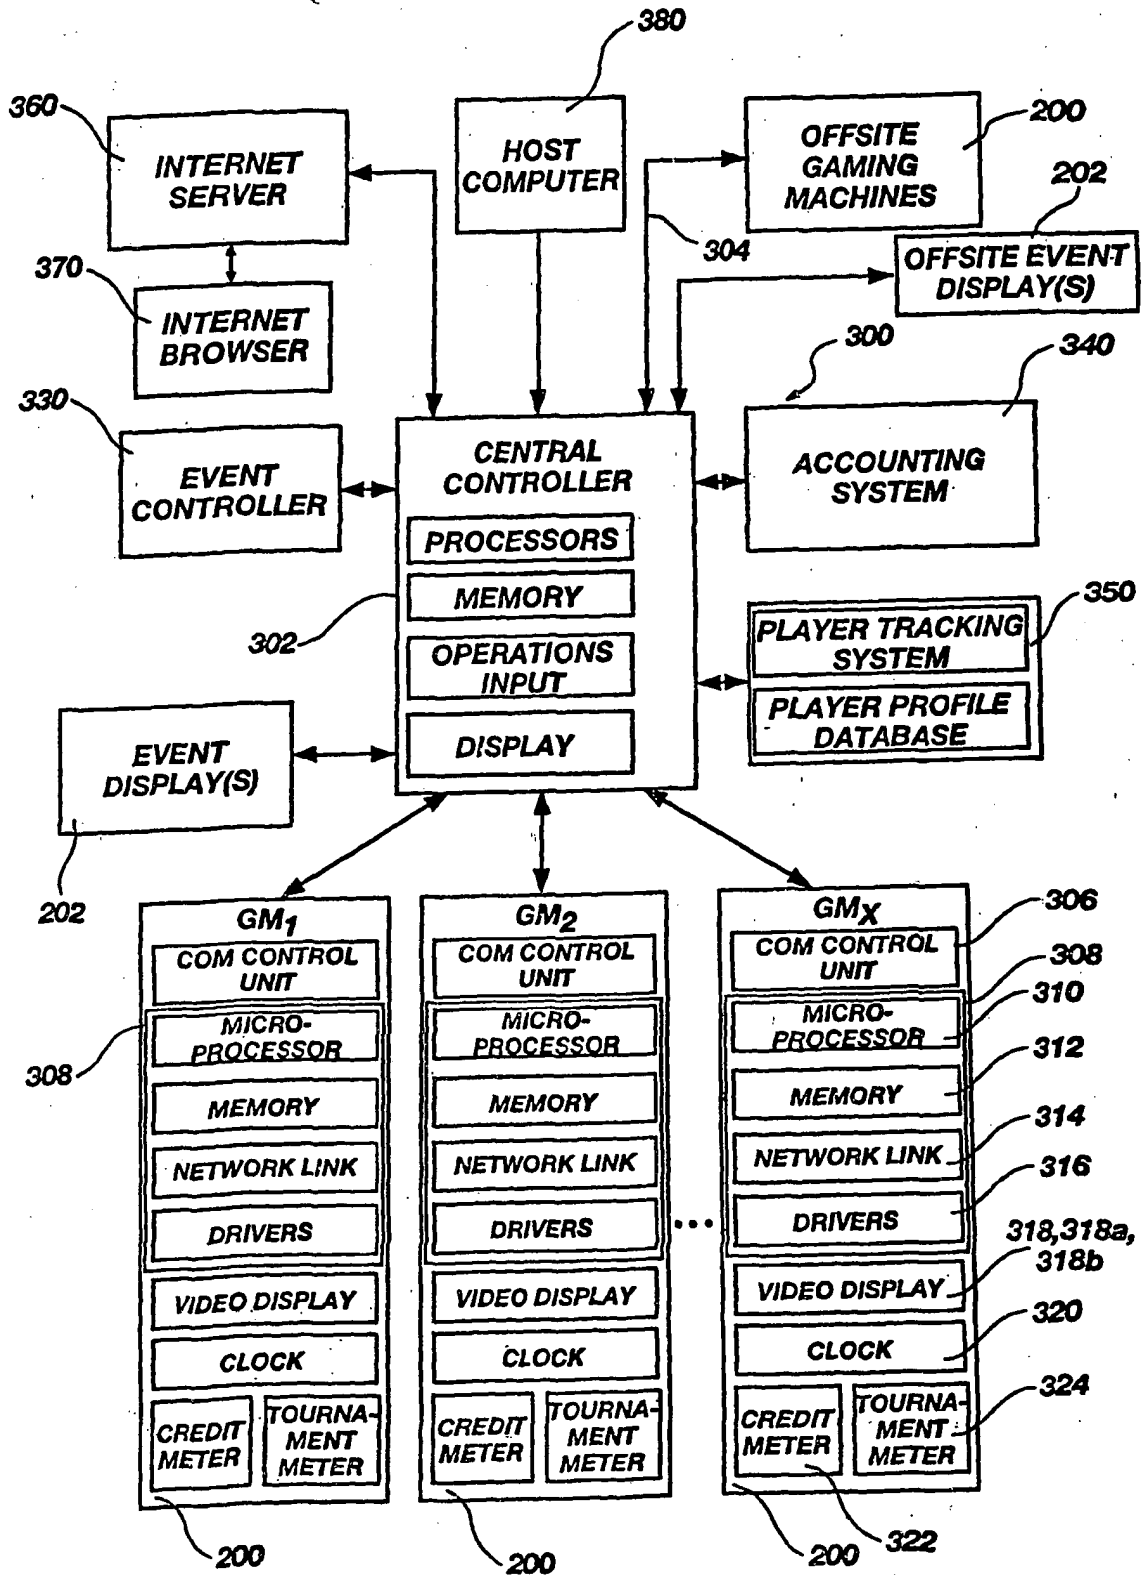 380
360
INTERNET
SERVER
HOST
COMPUTER
OFFSITE
GAMING
MACHINES
200
202
304
OFFSITE EVENT
DISPLAY(S)
370
INTERNET
BROWSER
300
340
330
EVENT
CONTROLLER
CENTRAL
CONTROLLER
PROCESSORS
MEMORY
OPERATIONS
INPUT
DISPLAY
302
ACCOUNTING
SYSTEM
350
PLAYER TRACKING
SYSTEM
PLAYER PROFILE
DATABASE
EVENT
DISPLAY(S)
202
GM1
COM CONTROL
UNIT
MICRO-
PROCESSOR
MEMORY
NETWORK LINK
DRIVERS
VIDEO DISPLAY
CLOCK
CREDIT
METER
TOURNA-
MENT
METER
308
200
GM2
COM CONTROL
UNIT
MICRO-
PROCESSOR
MEMORY
NETWORK LINK
DRIVERS
VIDEO DISPLAY
CLOCK
CREDIT
METER
TOURNA-
MENT
METER
200
...
GMX
COM CONTROL
UNIT
MICRO-
PROCESSOR
MEMORY
NETWORK LINK
DRIVERS
VIDEO DISPLAY
CLOCK
CREDIT
METER
TOURNA-
MENT
METER
306
308
310
312
314
316
318,318a,
318b
320
324
322
200